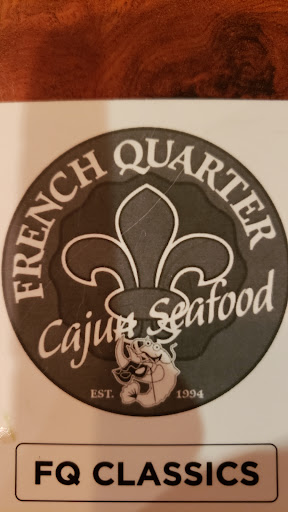 FRENCH QUARTER
Cajun Seafood
EST. 1994
FQ CLASSICS